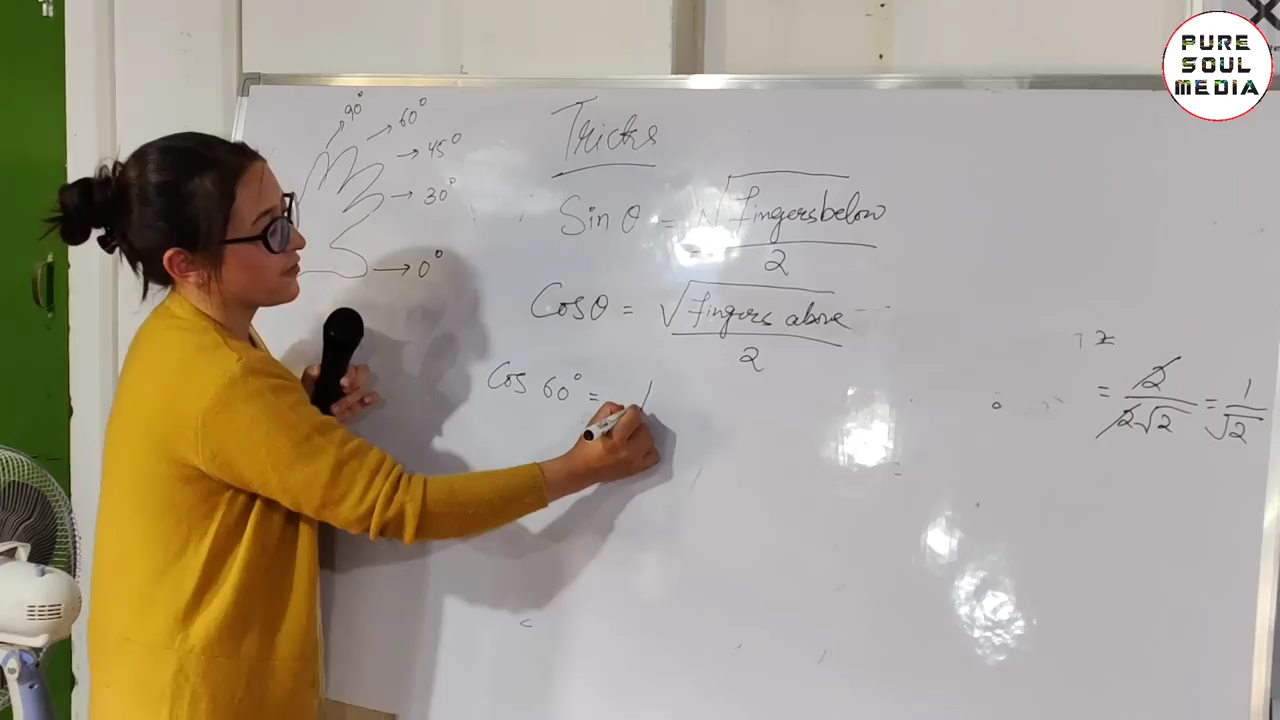 PURE
SOUL
MEDIA
90°
60°
45°
30°
0°
Tricks
Sin θ = √Fingers below / 2
Cos θ = √Fingers above / 2
Cos 60° = 
= 2 / 2√2 = 1 / √2